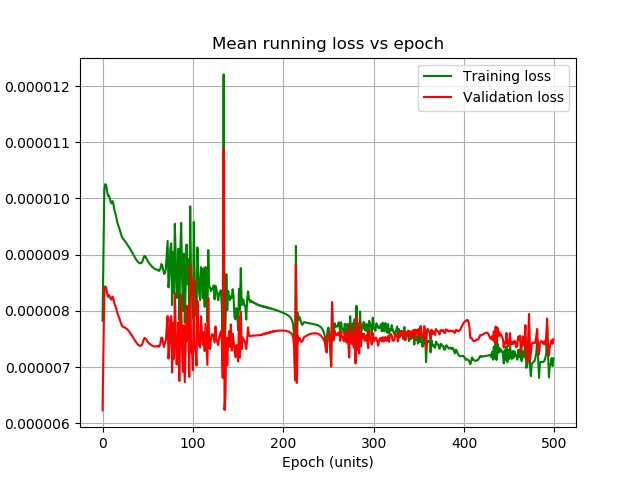 Mean running loss vs epoch
Training loss
Validation loss
0.000012
0.000011
0.000010
0.000009
0.000008
0.000007
0.000006
0 100 200 300 400 500
Epoch (units)